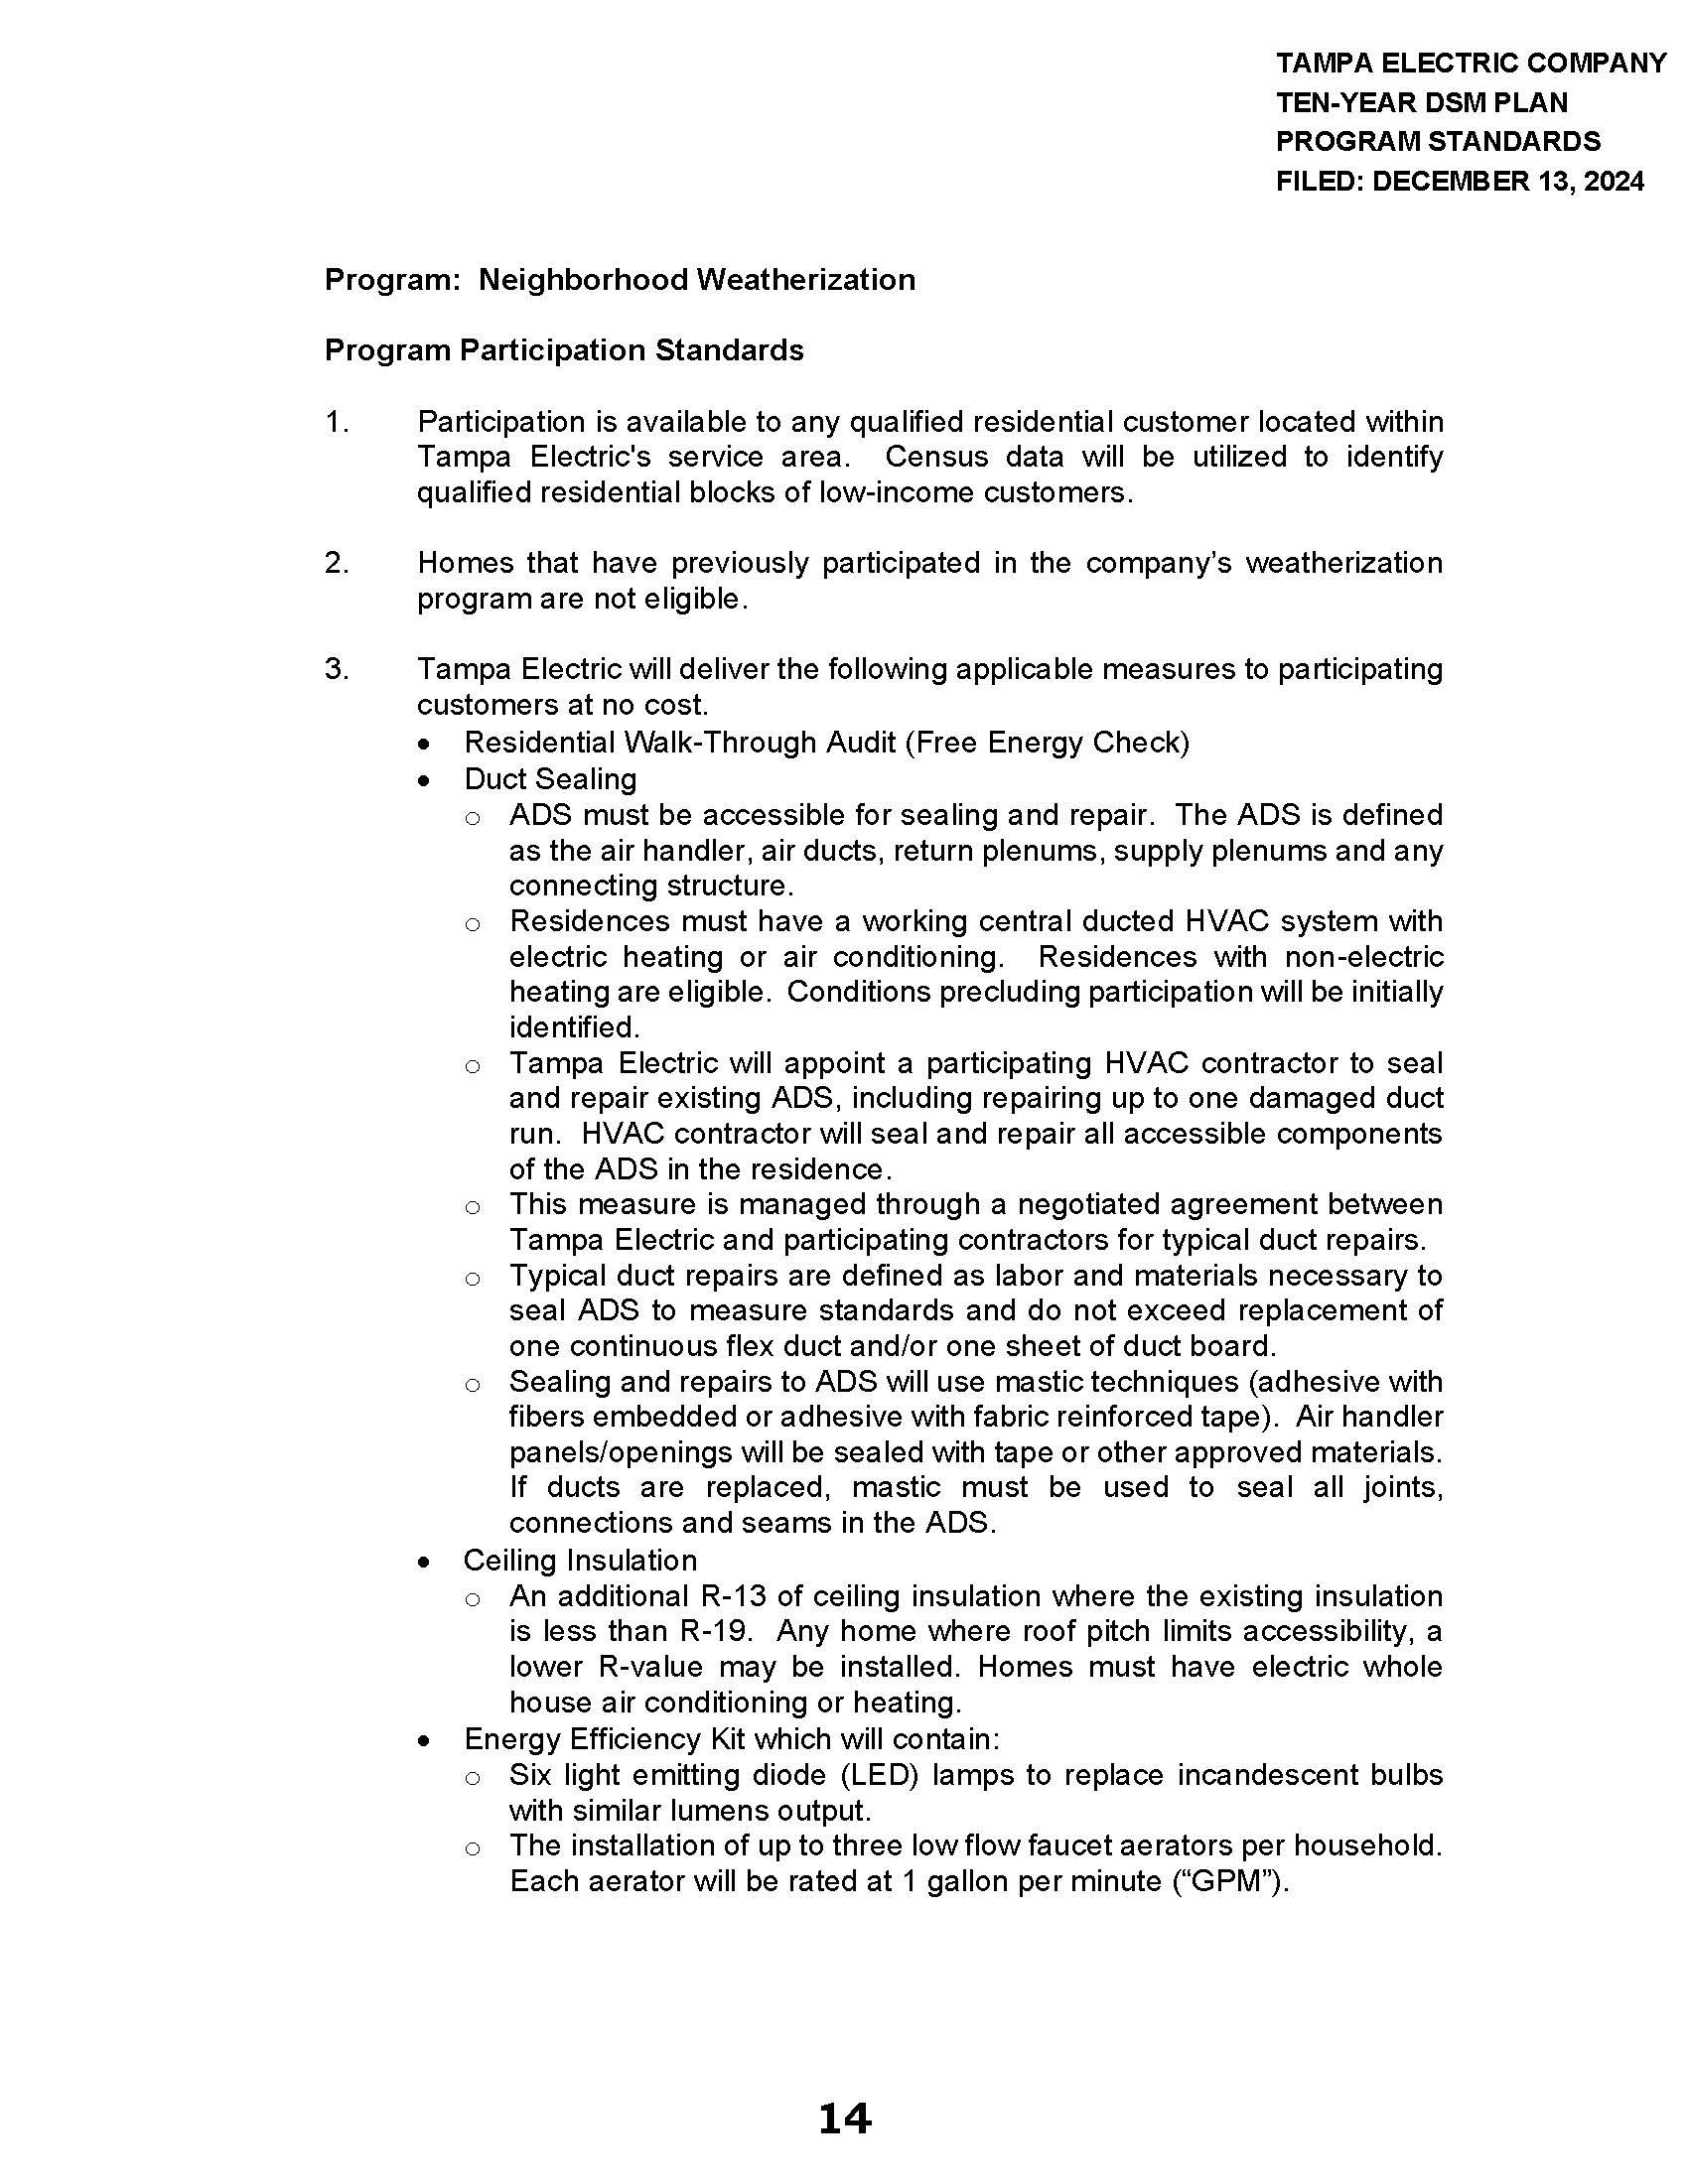 TAMPA ELECTRIC COMPANY
TEN-YEAR DSM PLAN
PROGRAM STANDARDS
FILED: DECEMBER 13, 2024
Program:  Neighborhood Weatherization
Program Participation Standards
1. Participation is available to any qualified residential customer located within
Tampa Electric's service area.  Census data will be utilized to identify
qualified residential blocks of low-income customers.
2. Homes that have previously participated in the company’s weatherization
program are not eligible.
3. Tampa Electric will deliver the following applicable measures to participating
customers at no cost.
• Residential Walk-Through Audit (Free Energy Check)
• Duct Sealing
o ADS must be accessible for sealing and repair.  The ADS is defined
as the air handler, air ducts, return plenums, supply plenums and any
connecting structure.
o Residences must have a working central ducted HVAC system with
electric heating or air conditioning.  Residences with non-electric
heating are eligible.  Conditions precluding participation will be initially
identified.
o Tampa Electric will appoint a participating HVAC contractor to seal
and repair existing ADS, including repairing up to one damaged duct
run.  HVAC contractor will seal and repair all accessible components
of the ADS in the residence.
o This measure is managed through a negotiated agreement between
Tampa Electric and participating contractors for typical duct repairs.
o Typical duct repairs are defined as labor and materials necessary to
seal ADS to measure standards and do not exceed replacement of
one continuous flex duct and/or one sheet of duct board.
o Sealing and repairs to ADS will use mastic techniques (adhesive with
fibers embedded or adhesive with fabric reinforced tape).  Air handler
panels/openings will be sealed with tape or other approved materials.
If ducts are replaced, mastic must be used to seal all joints,
connections and seams in the ADS.
• Ceiling Insulation
o An additional R-13 of ceiling insulation where the existing insulation
is less than R-19.  Any home where roof pitch limits accessibility, a
lower R-value may be installed. Homes must have electric whole
house air conditioning or heating.
• Energy Efficiency Kit which will contain:
o Six light emitting diode (LED) lamps to replace incandescent bulbs
with similar lumens output.
o The installation of up to three low flow faucet aerators per household.
Each aerator will be rated at 1 gallon per minute (“GPM”).
14